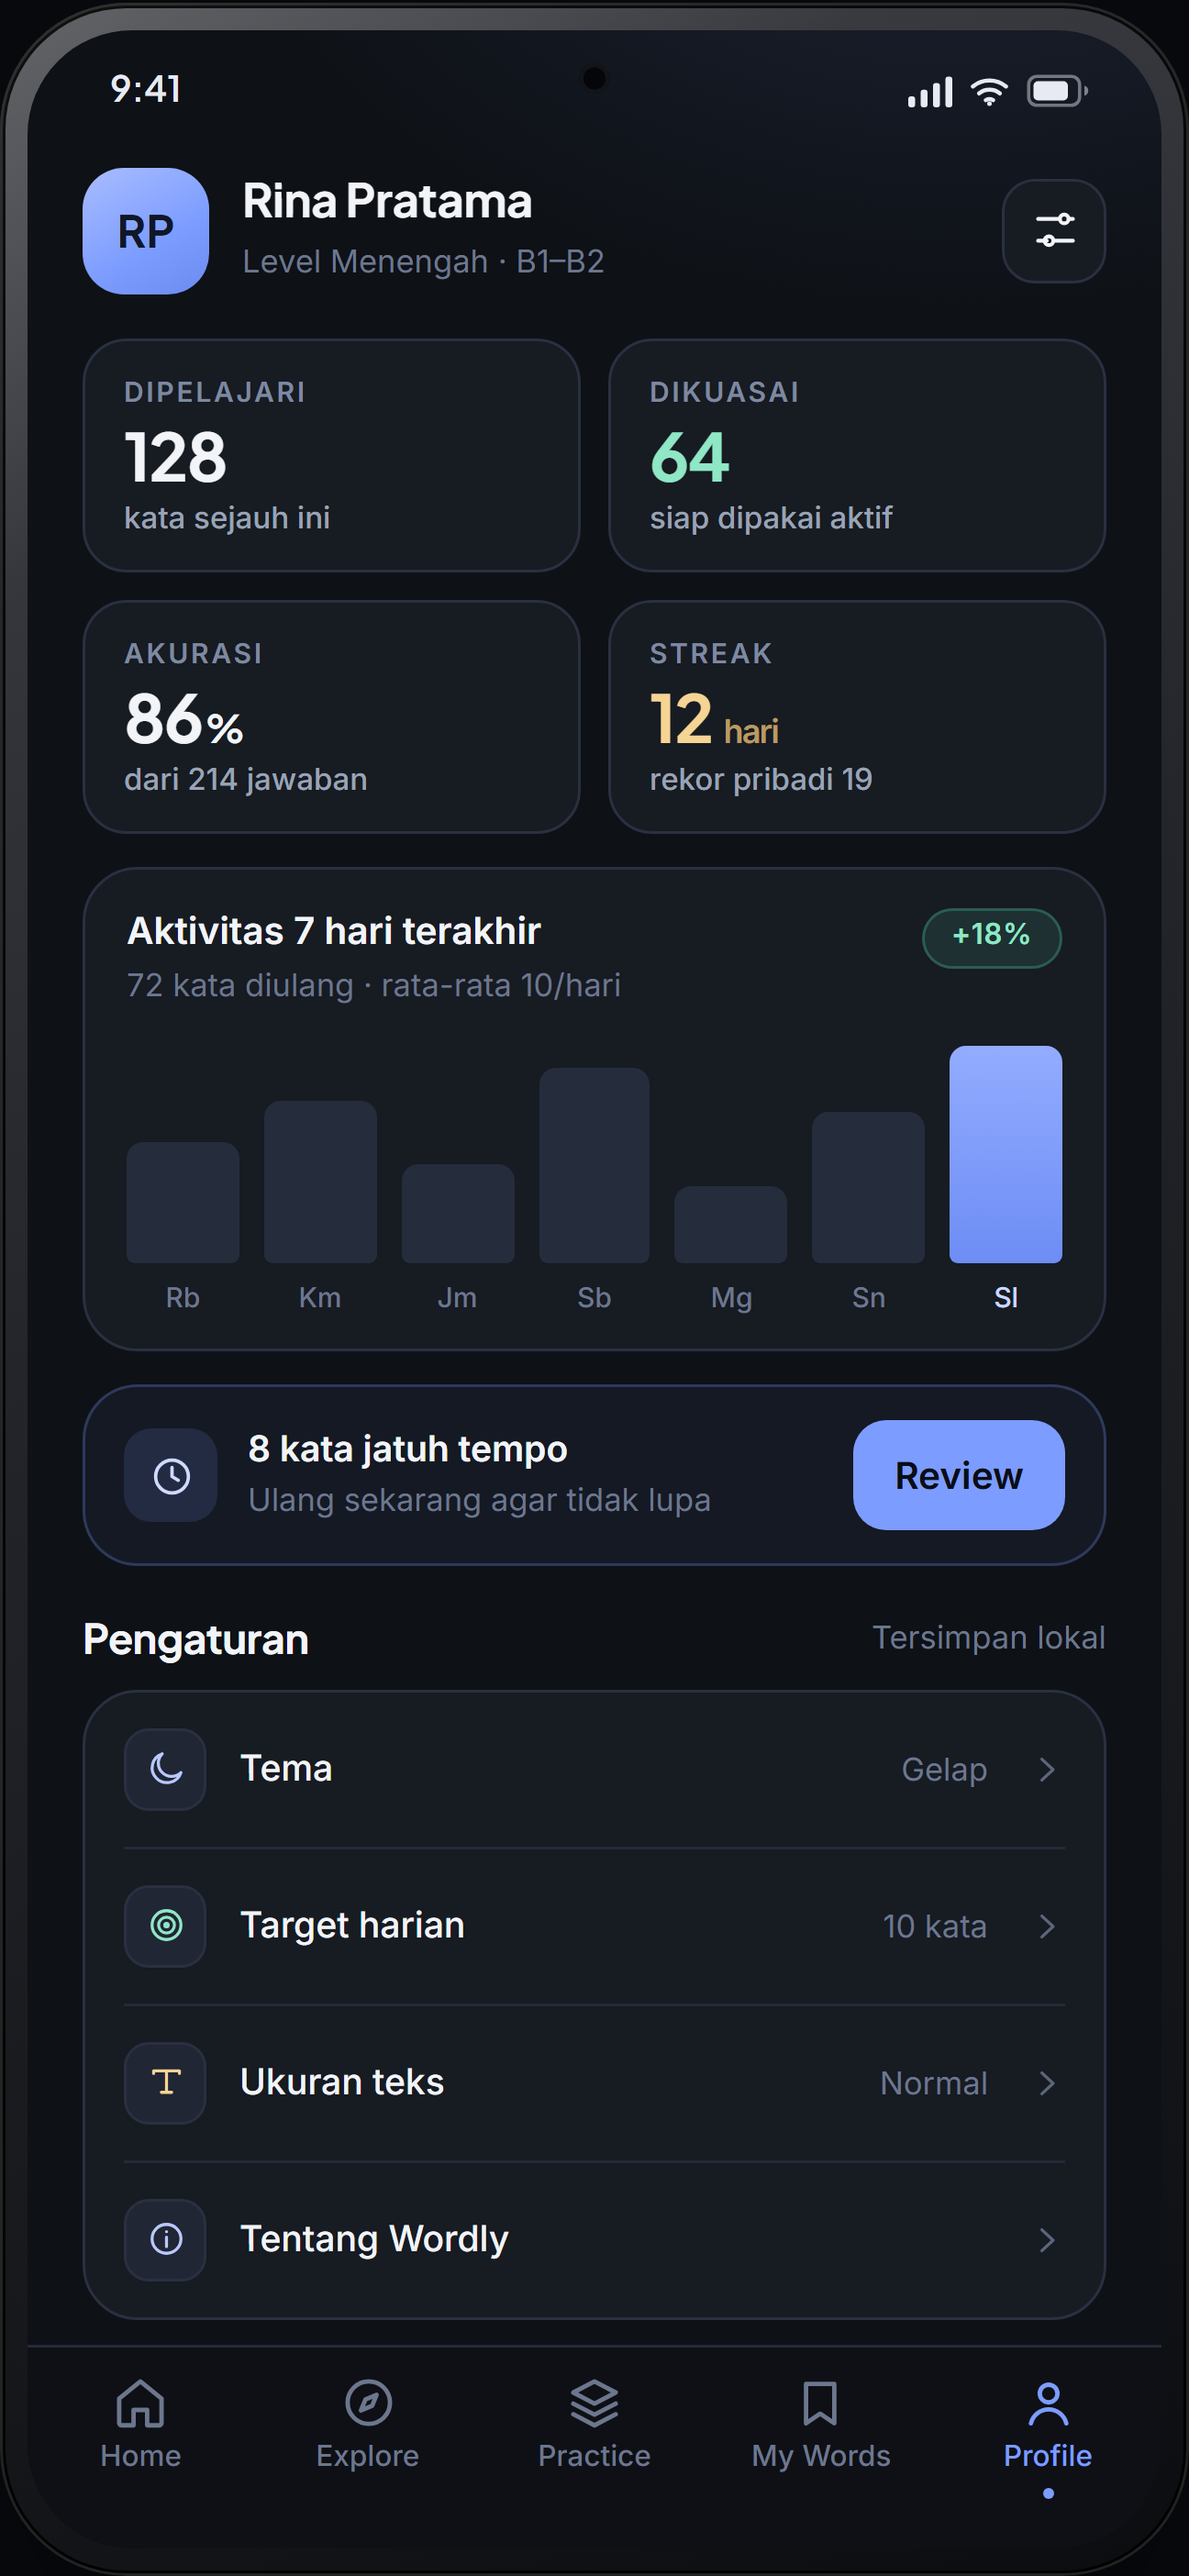 9:41
RP
Rina Pratama
Level Menengah · B1–B2
DIPELAJARI
128
kata sejauh ini
DIKUASAI
64
siap dipakai aktif
AKURASI
86%
dari 214 jawaban
STREAK
12 hari
rekor pribadi 19
Aktivitas 7 hari terakhir
+18%
72 kata diulang · rata-rata 10/hari
Rb Km Jm Sb Mg Sn Sl
8 kata jatuh tempo
Ulang sekarang agar tidak lupa
Review
Pengaturan
Tersimpan lokal
Tema
Gelap
Target harian
10 kata
Ukuran teks
Normal
Tentang Wordly
Home Explore Practice My Words Profile